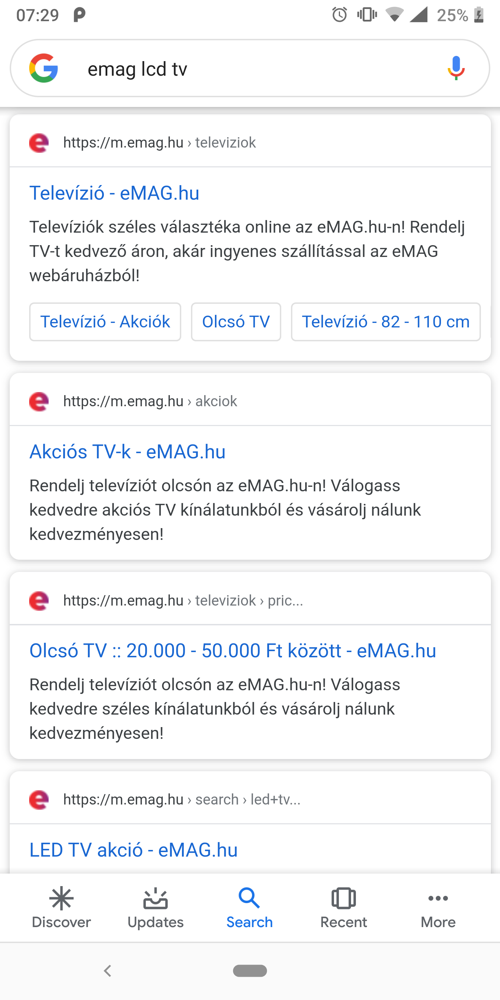 07:29
25%
emag lcd tv
https://m.emag.hu › televiziok
Televízió - eMAG.hu
Televíziók széles választéka online az eMAG.hu-n! Rendelj
TV-t kedvező áron, akár ingyenes szállítással az eMAG
webáruházból!
Televízió - Akciók
Olcsó TV
Televízió - 82 - 110 cm
https://m.emag.hu › akciok
Akciós TV-k - eMAG.hu
Rendelj televíziót olcsón az eMAG.hu-n! Válogass
kedvedre akciós TV kínálatunkból és vásárolj nálunk
kedvezményesen!
https://m.emag.hu › televiziok › pric...
Olcsó TV :: 20.000 - 50.000 Ft között - eMAG.hu
Rendelj televíziót olcsón az eMAG.hu-n! Válogass
kedvedre széles kínálatunkból és vásárolj nálunk
kedvezményesen!
https://m.emag.hu › search › led+tv...
LED TV akció - eMAG.hu
Discover
Updates
Search
Recent
More